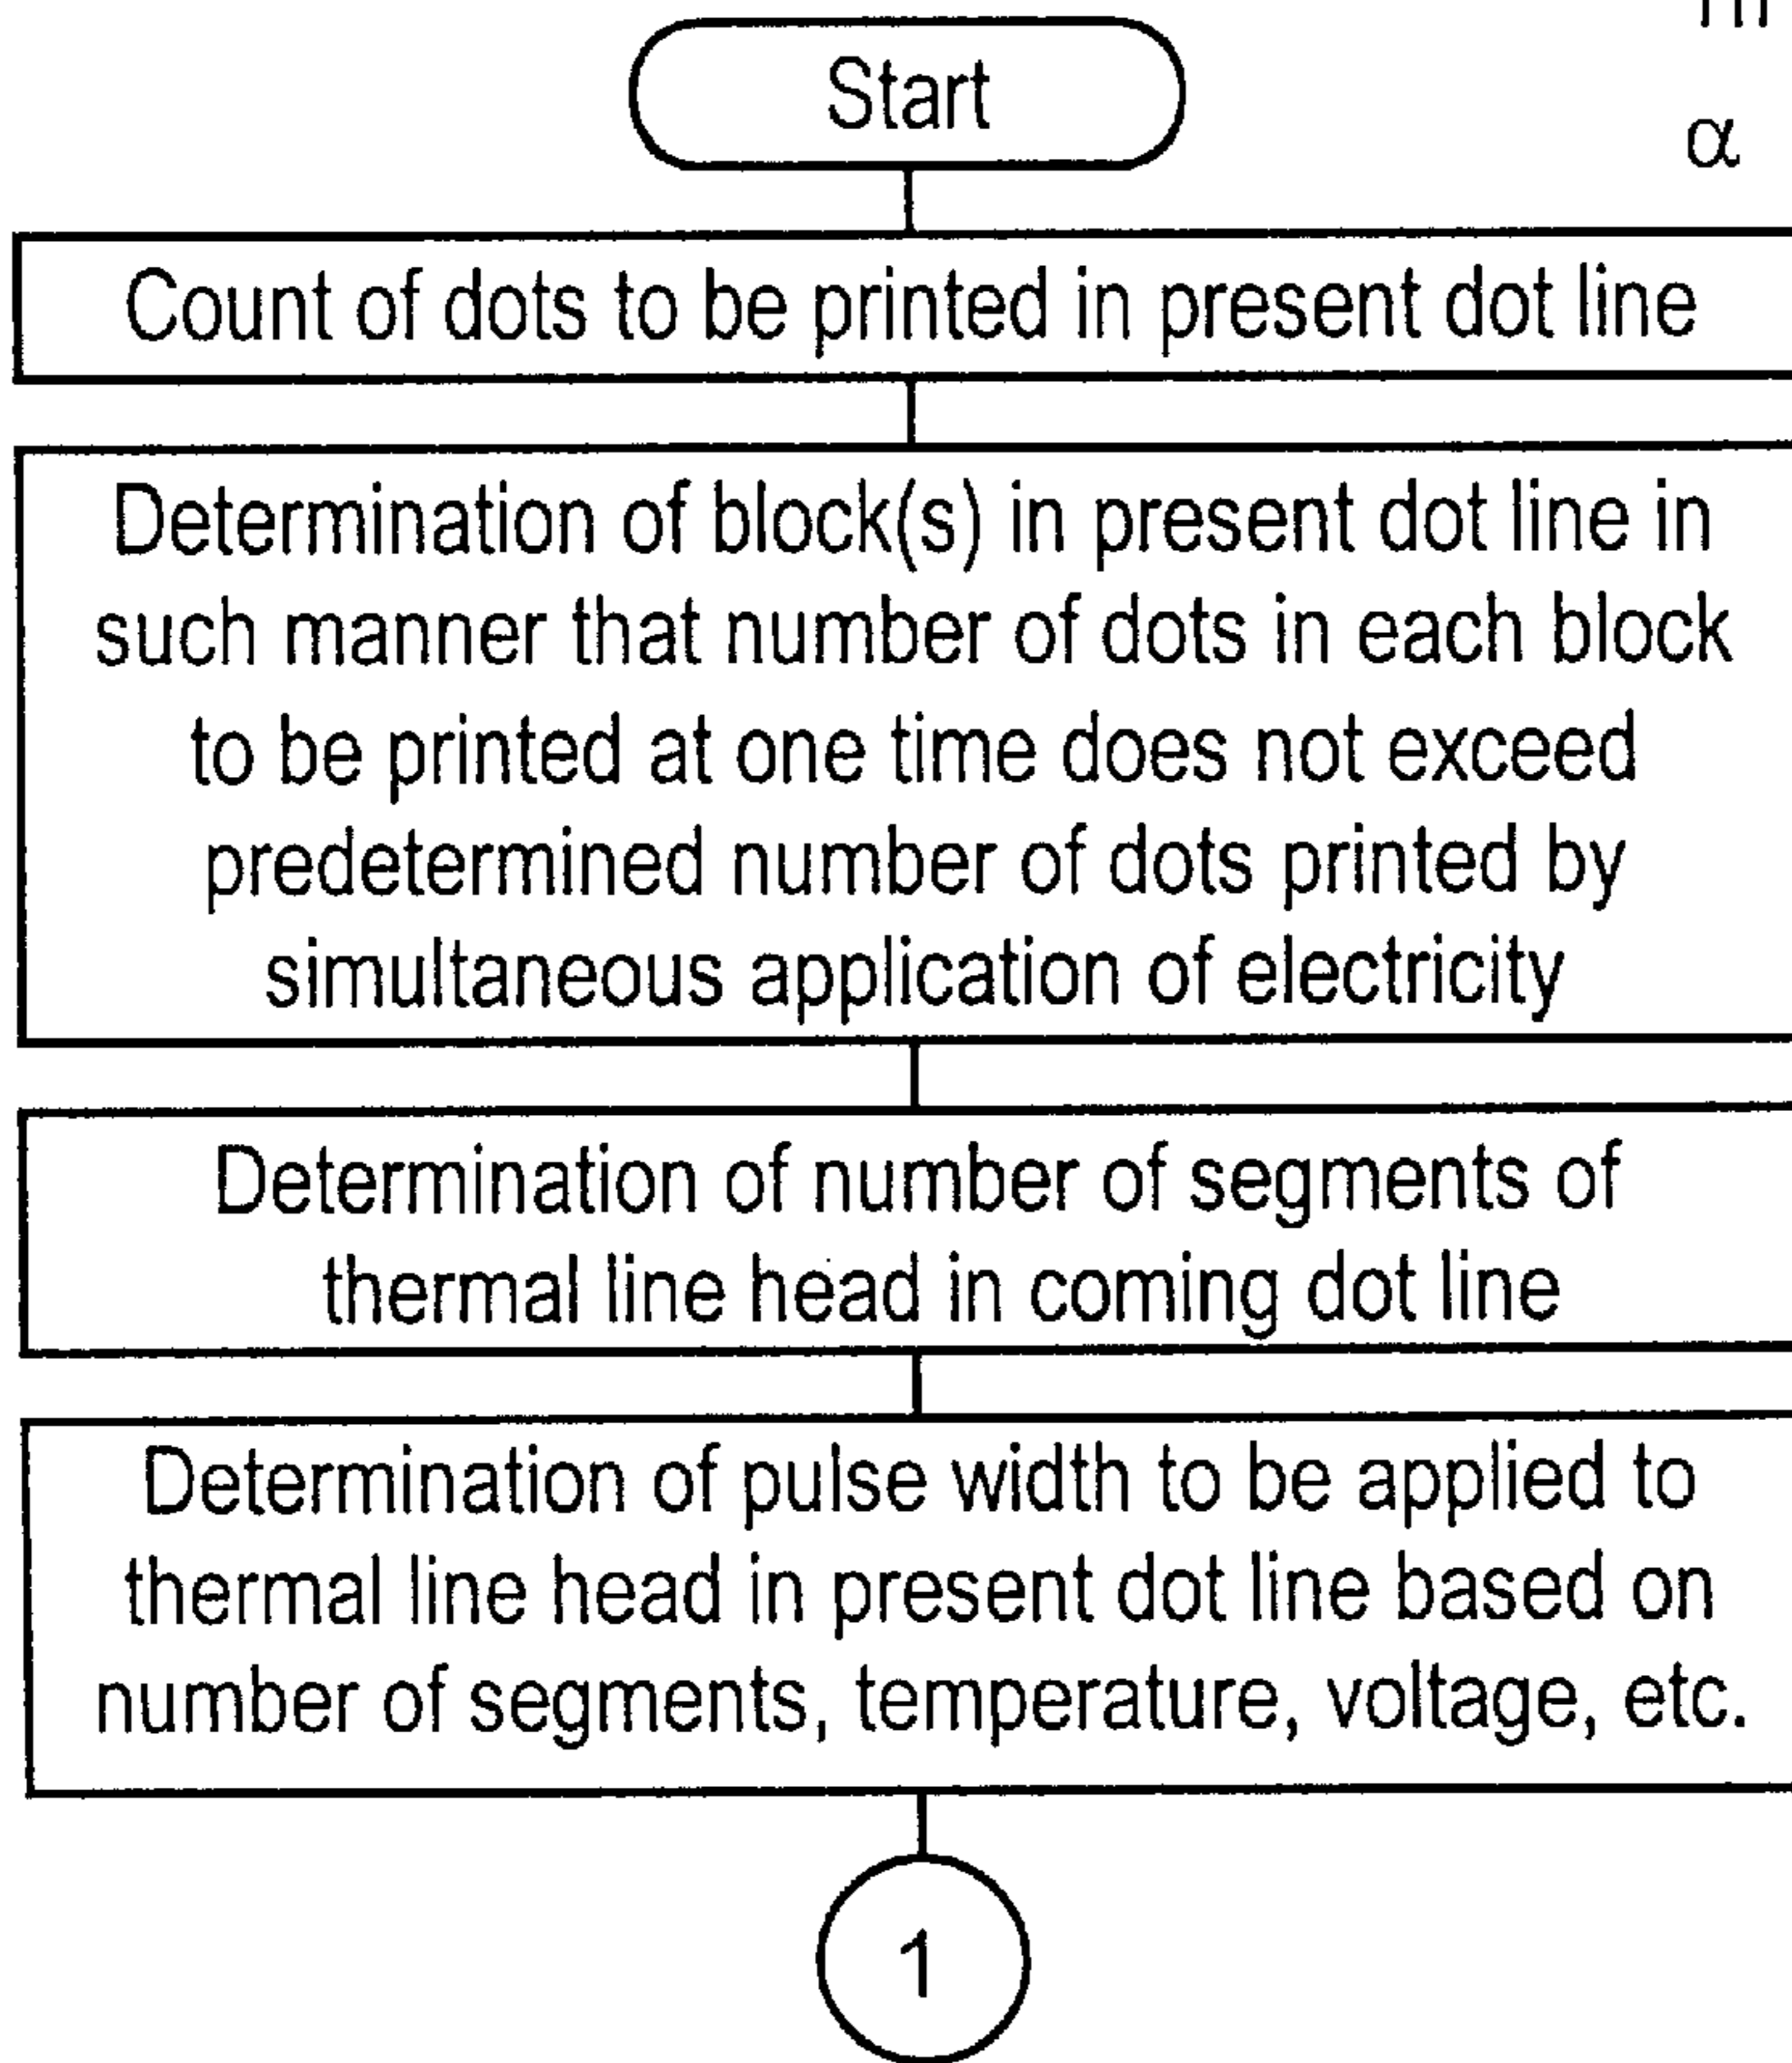 Start
α
Count of dots to be printed in present dot line
Determination of block(s) in present dot line in
such manner that number of dots in each block
to be printed at one time does not exceed
predetermined number of dots printed by
simultaneous application of electricity
Determination of number of segments of
thermal line head in coming dot line
Determination of pulse width to be applied to
thermal line head in present dot line based on
number of segments, temperature, voltage, etc.
1